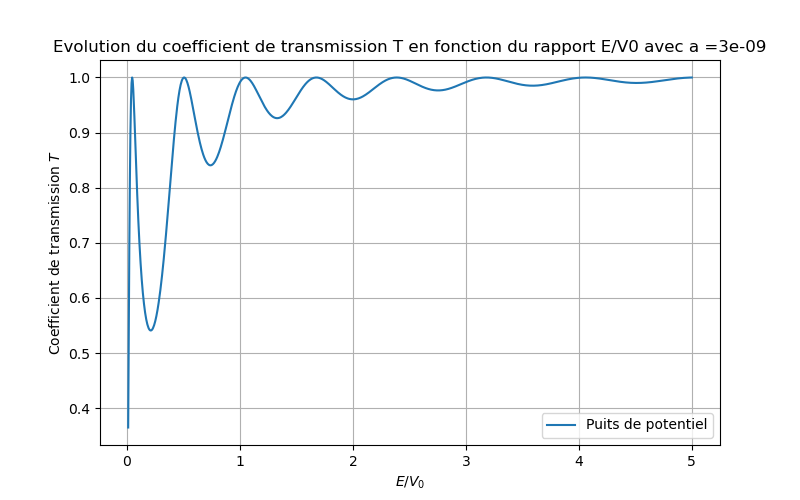 Evolution du coefficient de transmission T en fonction du rapport E/V0 avec a =3e-09
1.0
0.9
0.8
0.7
0.6
0.5
0.4
Coefficient de transmission T
Puits de potentiel
0 1 2 3 4 5
E/V₀